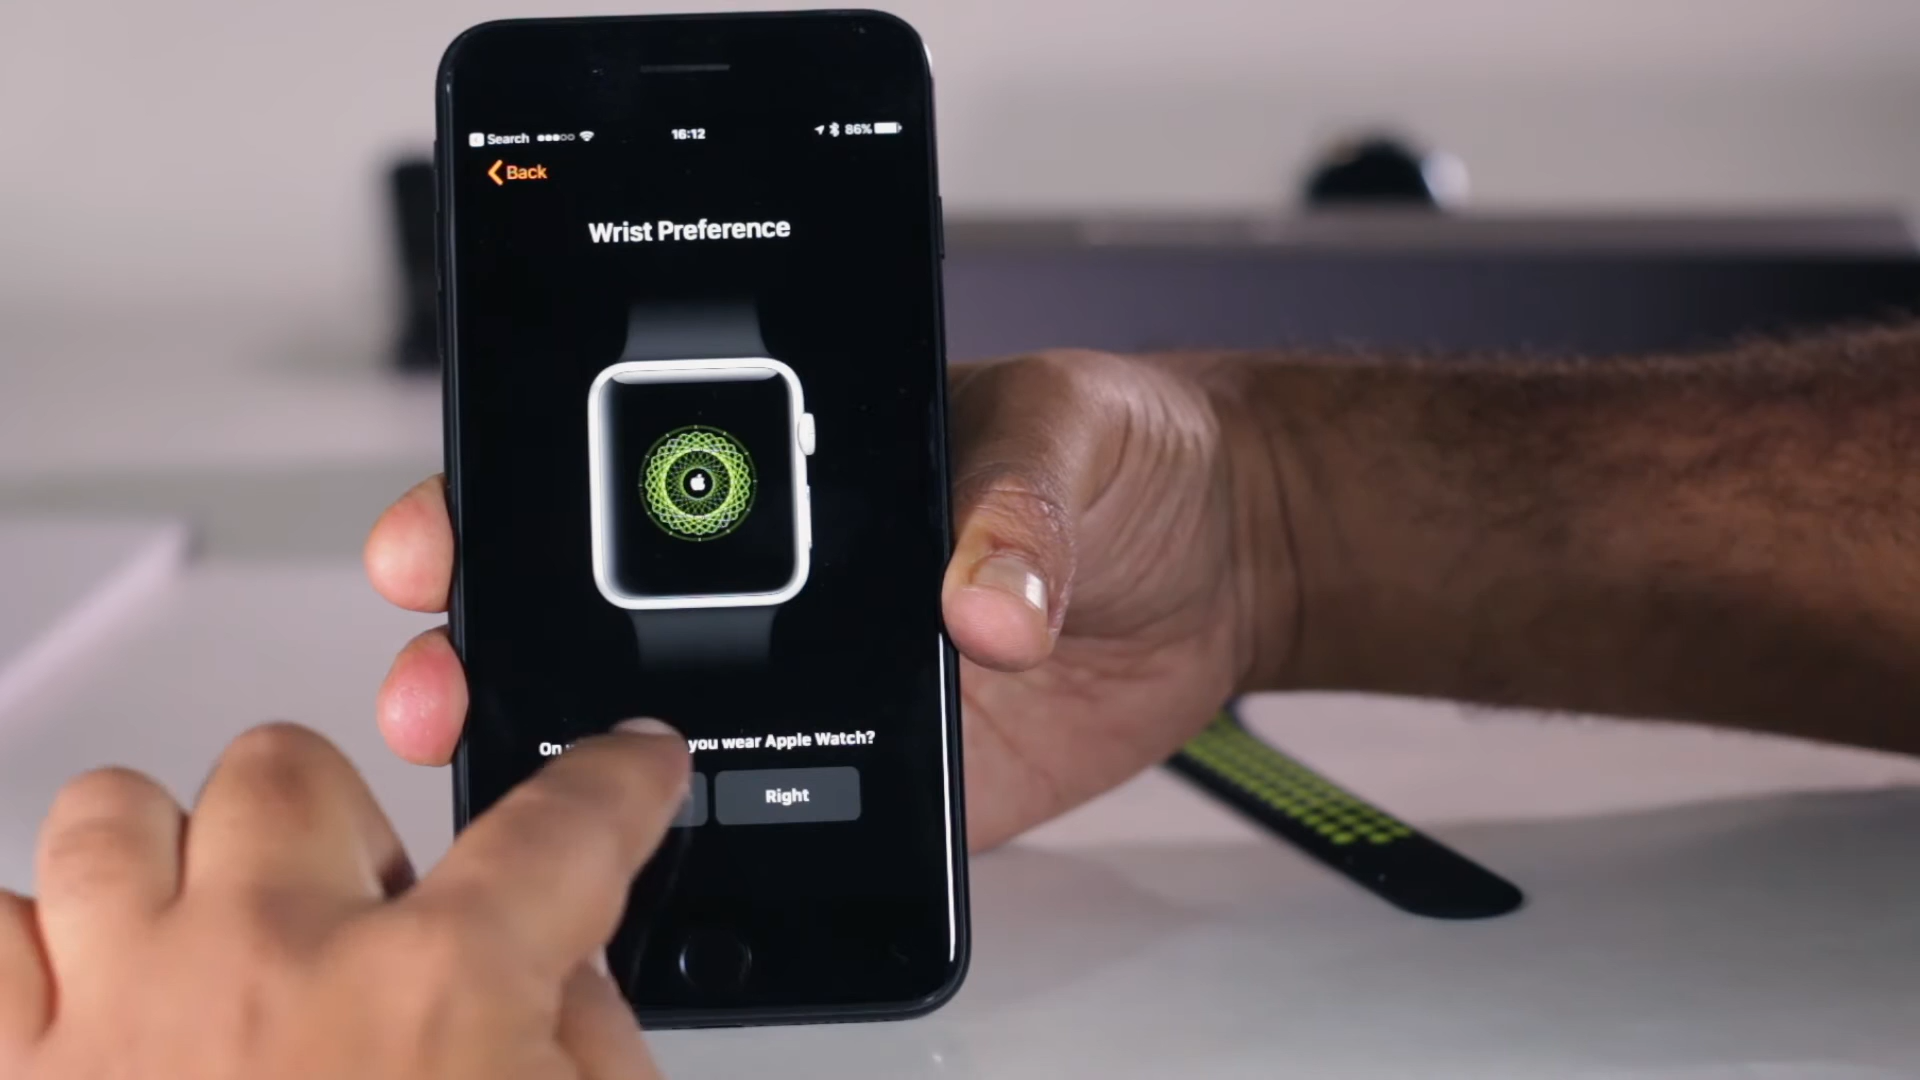 Search 16:12 86%
Back
Wrist Preference
On you wear Apple Watch?
Right